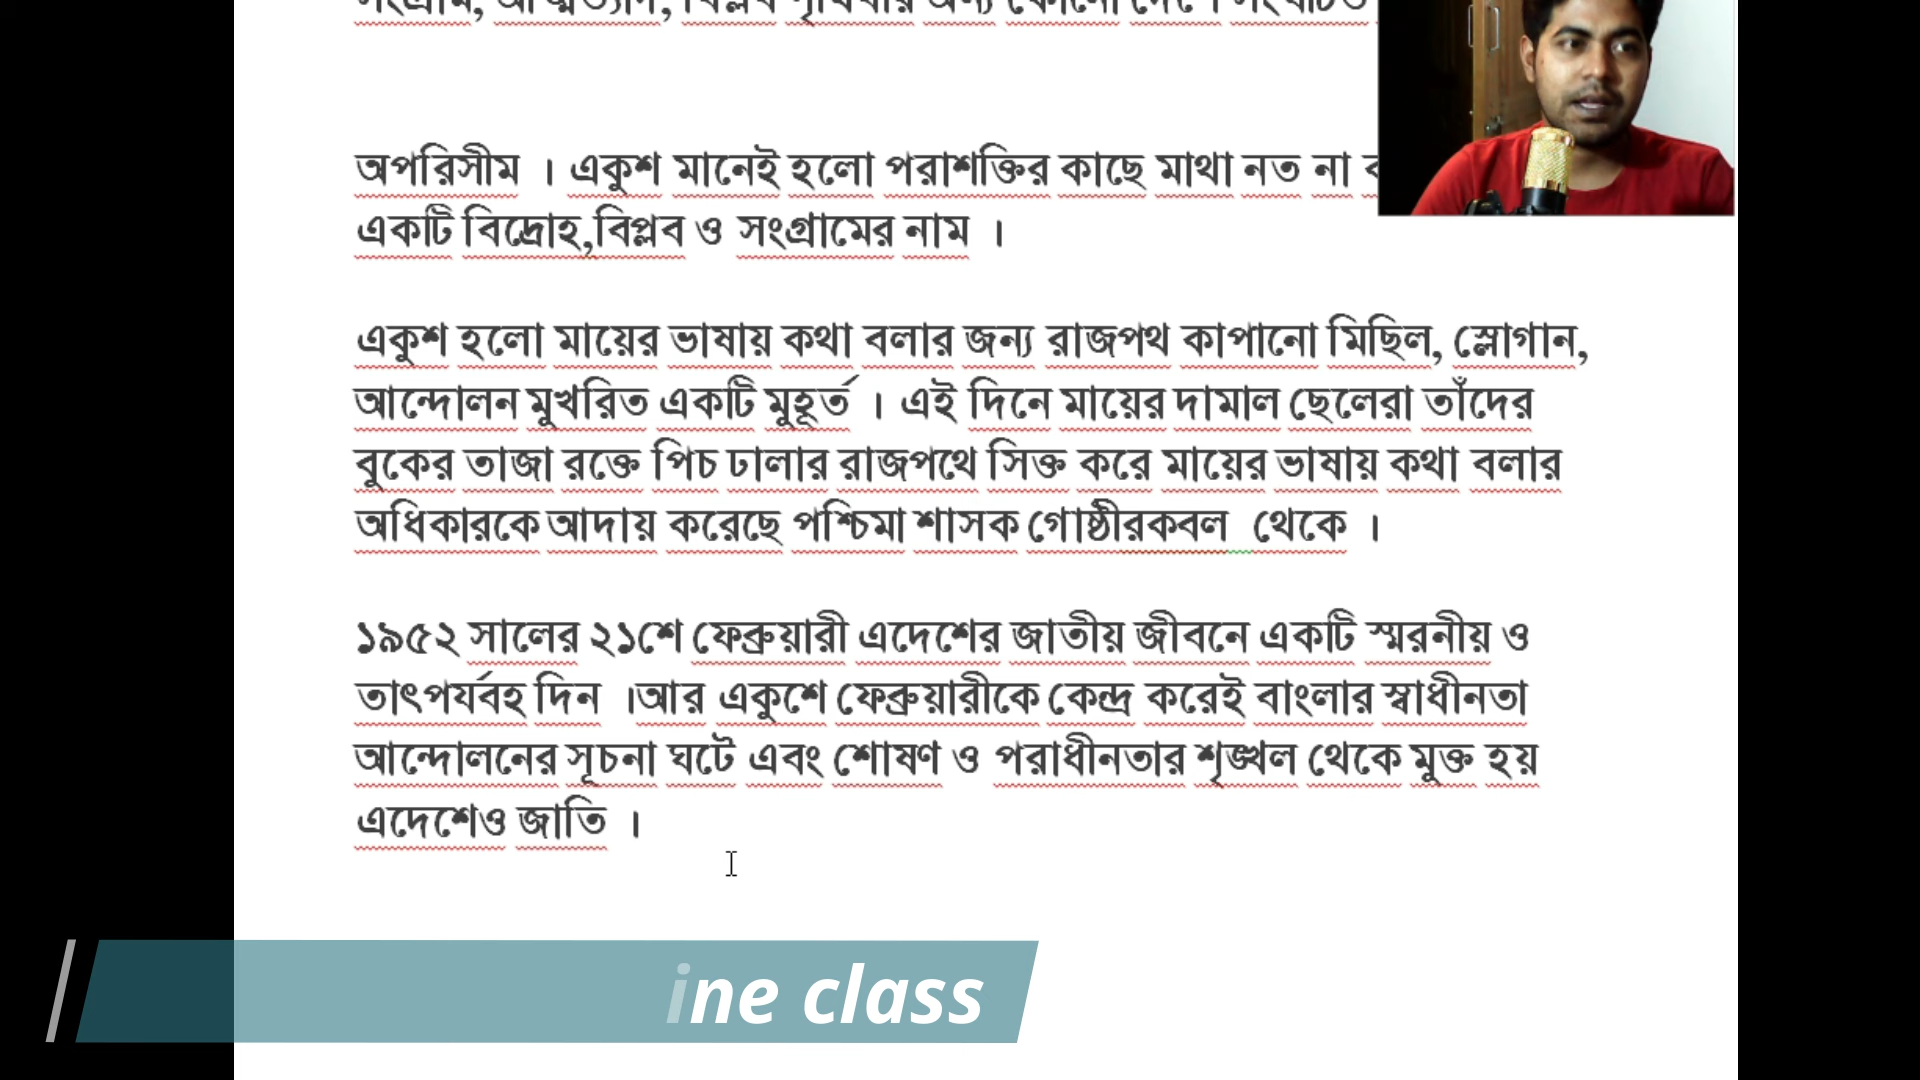 অপরিসীম । একুশ মানেই হলো পরাশক্তির কাছে মাথা নত না
একটি বিদ্রোহ,বিপ্লব ও সংগ্রামের নাম ।
একুশ হলো মায়ের ভাষায় কথা বলার জন্য রাজপথ কাপানো মিছিল, স্লোগান,
আন্দোলন মুখরিত একটি মুহূর্ত । এই দিনে মায়ের দামাল ছেলেরা তাঁদের
বুকের তাজা রক্তে পিচ ঢালার রাজপথে সিক্ত করে মায়ের ভাষায় কথা বলার
অধিকারকে আদায় করেছে পশ্চিমা শাসক গোষ্ঠীরকবল থেকে ।
১৯৫২ সালের ২১শে ফেব্রুয়ারী এদেশের জাতীয় জীবনে একটি স্মরনীয় ও
তাৎপর্যবহ দিন ।আর একুশে ফেব্রুয়ারীকে কেন্দ্র করেই বাংলার স্বাধীনতা
আন্দোলনের সূচনা ঘটে এবং শোষণ ও পরাধীনতার শৃঙ্খল থেকে মুক্ত হয়
এদেশেও জাতি ।
ine class